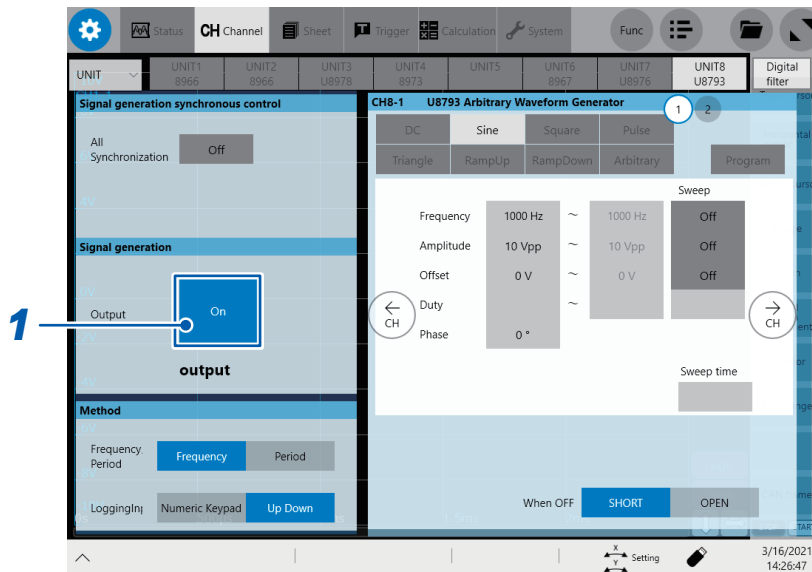 Status CH Channel Sheet Trigger Calculation System Func
UNIT
UNIT1 UNIT2 UNIT3 UNIT4 UNIT5 UNIT6 UNIT7 UNIT8
8966 8966 U8978 8973 8967 U8976 U8793
Digital
filter
Signal generation synchronous control
All
Synchronization Off
Signal generation
1
Output On
output
Method
Frequency
Period Frequency Period
LoggingInp Numeric Keypad Up Down
CH8-1 U8793 Arbitrary Waveform Generator
1 2
DC Sine Square Pulse
Triangle RampUp RampDown Arbitrary Program
Sweep
Frequency 1000 Hz ~ 1000 Hz Off
Amplitude 10 Vpp ~ 10 Vpp Off
Offset 0 V ~ 0 V Off
Duty ~
Phase 0 °
← CH
→ CH
Sweep time
When OFF SHORT OPEN
X
Y Setting
3/16/2021
14:26:47